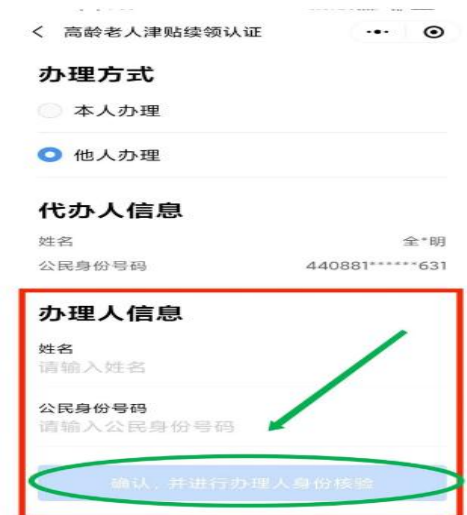 高龄老人津贴续领认证
办理方式
本人办理
他人办理
代办人信息
姓名 全*明
公民身份号码 440881******631
办理人信息
姓名
请输入姓名
公民身份号码
请输入公民身份号码
确认，并进行办理人身份核验